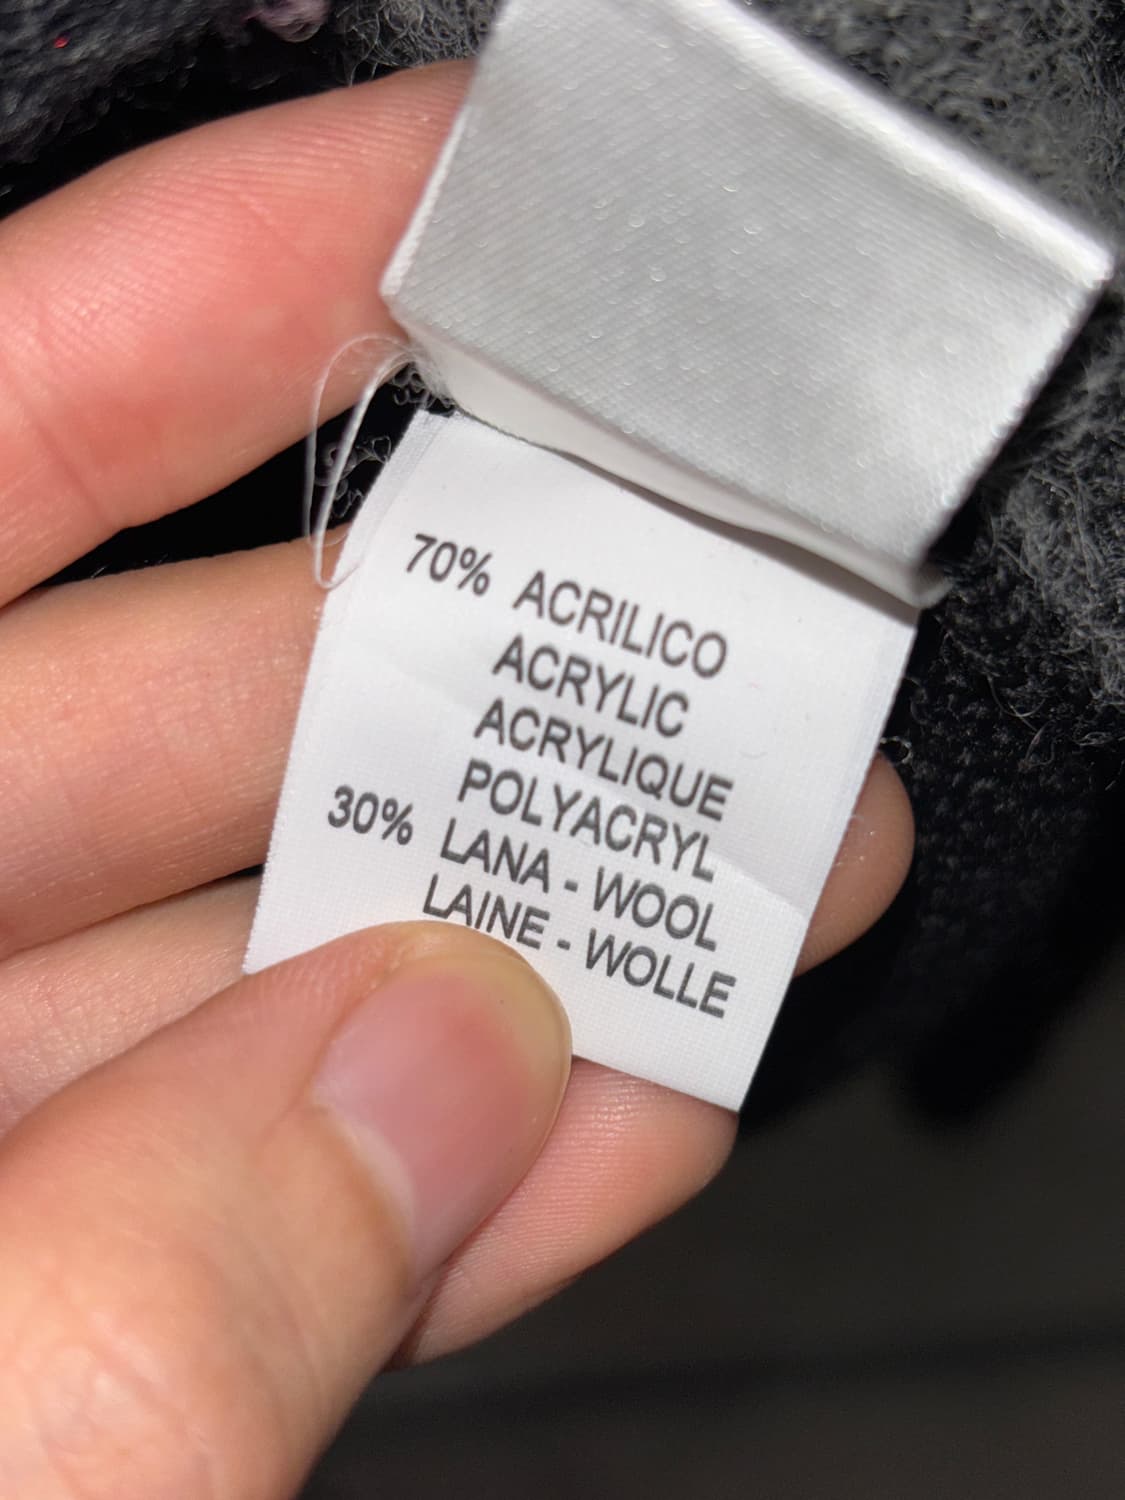 70% ACRILICO
ACRYLIC
ACRYLIQUE
POLYACRYL
30% LANA - WOOL
LAINE - WOLLE